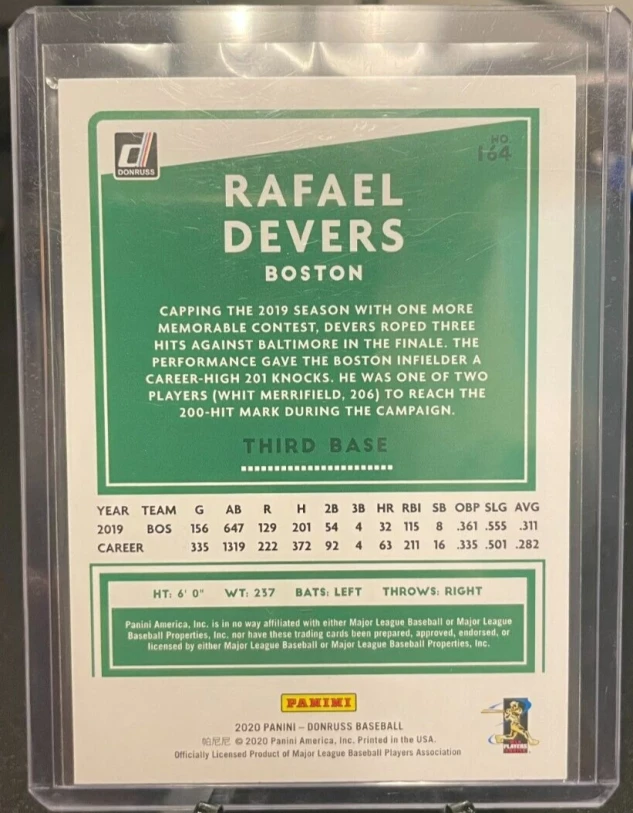 DONRUSS
NO.
164
RAFAEL
DEVERS
BOSTON
CAPPING THE 2019 SEASON WITH ONE MORE
MEMORABLE CONTEST, DEVERS ROPED THREE
HITS AGAINST BALTIMORE IN THE FINALE. THE
PERFORMANCE GAVE THE BOSTON INFIELDER A
CAREER-HIGH 201 KNOCKS. HE WAS ONE OF TWO
PLAYERS (WHIT MERRIFIELD, 206) TO REACH THE
200-HIT MARK DURING THE CAMPAIGN.
THIRD BASE
YEAR TEAM G AB R H 2B 3B HR RBI SB OBP SLG AVG
2019 BOS 156 647 129 201 54 4 32 115 8 .361 .555 .311
CAREER 335 1319 222 372 92 4 63 211 16 .335 .501 .282
HT: 6' 0" WT: 237 BATS: LEFT THROWS: RIGHT
Panini America, Inc. is in no way affiliated with either Major League Baseball or Major League
Baseball Properties, Inc. nor have these trading cards been prepared, approved, endorsed, or
licensed by either Major League Baseball or Major League Baseball Properties, Inc.
PANINI
2020 PANINI – DONRUSS BASEBALL
帕尼尼 © 2020 Panini America, Inc. Printed in the USA.
Officially Licensed Product of Major League Baseball Players Association
PLAYERS